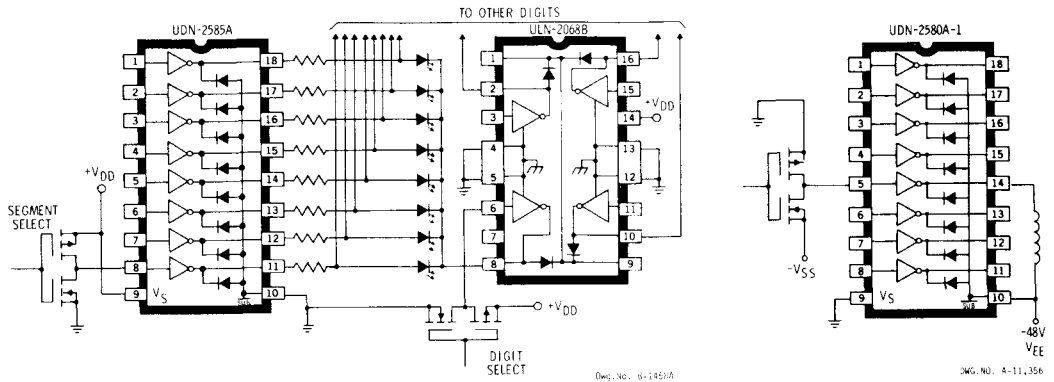 TO OTHER DIGITS
UDN-2585A
ULN-2068B
UDN-2580A-1
1 18
2 17
3 16
4 15
5 14
6 13
7 12
8 11
9 VS SUB 10
+VDD
SEGMENT
SELECT
1 16
2 15
3 14
4 13
5 12
6 11
7 10
8 9
+VDD
+VDD
DIGIT
SELECT
1 18
2 17
3 16
4 15
5 14
6 13
7 12
8 11
9 VS SUB 10
-VSS
-48V
VEE
Dwg.No. B-1458A
DWG.NO. A-11,356